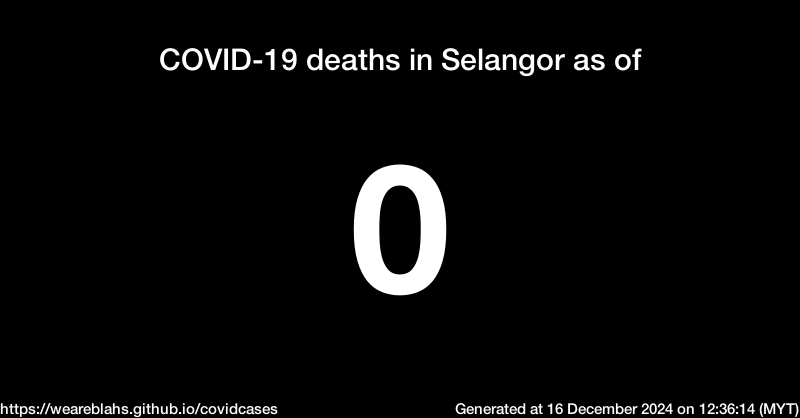 COVID-19 deaths in Selangor as of
0
https://weareblahs.github.io/covidcases
Generated at 16 December 2024 on 12:36:14 (MYT)